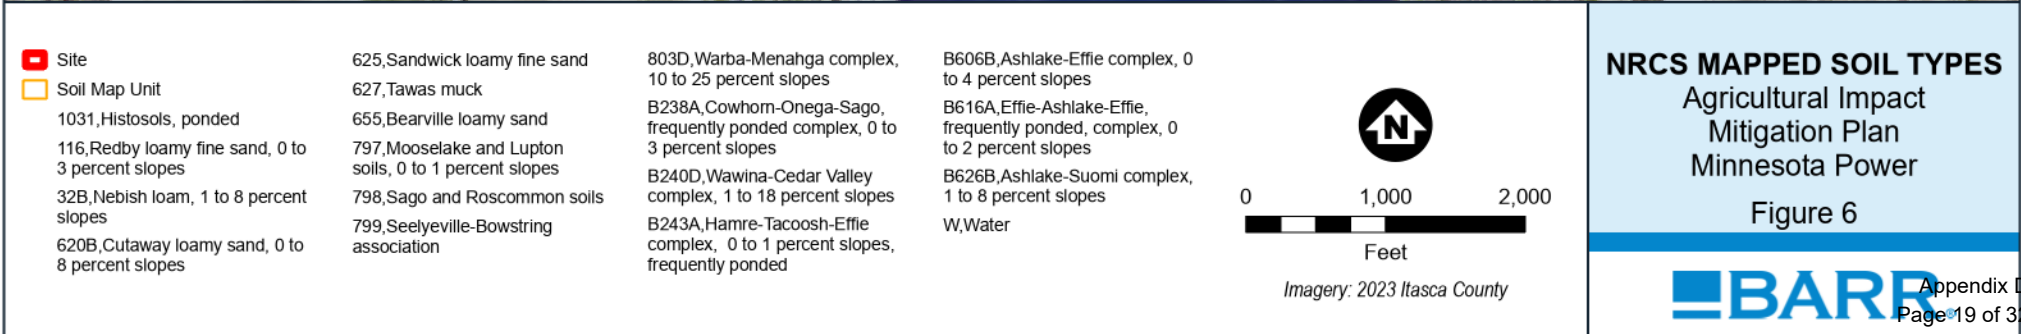 Site
Soil Map Unit
1031,Histosols, ponded
116,Redby loamy fine sand, 0 to
3 percent slopes
32B,Nebish loam, 1 to 8 percent
slopes
620B,Cutaway loamy sand, 0 to
8 percent slopes
625,Sandwick loamy fine sand
627,Tawas muck
655,Bearville loamy sand
797,Mooselake and Lupton
soils, 0 to 1 percent slopes
798,Sago and Roscommon soils
799,Seelyeville-Bowstring
association
803D,Warba-Menahga complex,
10 to 25 percent slopes
B238A,Cowhorn-Onega-Sago,
frequently ponded complex, 0 to
3 percent slopes
B240D,Wawina-Cedar Valley
complex, 1 to 18 percent slopes
B243A,Hamre-Tacoosh-Effie
complex,  0 to 1 percent slopes,
frequently ponded
B606B,Ashlake-Effie complex, 0
to 4 percent slopes
B616A,Effie-Ashlake-Effie,
frequently ponded, complex, 0
to 2 percent slopes
B626B,Ashlake-Suomi complex,
1 to 8 percent slopes
W,Water
N
0 1,000 2,000
Feet
Imagery: 2023 Itasca County
NRCS MAPPED SOIL TYPES
Agricultural Impact
Mitigation Plan
Minnesota Power
Figure 6
BARR®
Appendix
Page 19 of